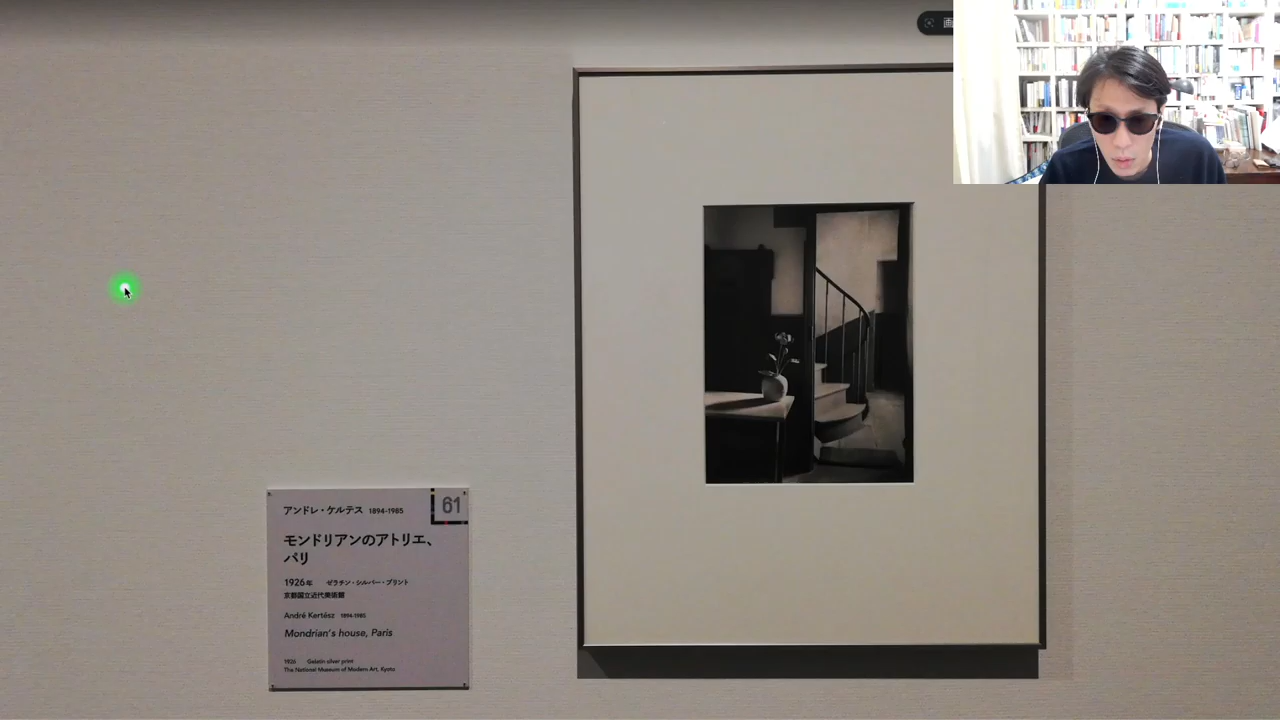 画
アンドレ・ケルテス 1894-1985
61
モンドリアンのアトリエ、
パリ
1926年 ゼラチン・シルバー・プリント
京都国立近代美術館
André Kertész 1894-1985
Mondrian's house, Paris
1926 Gelatin silver print
The National Museum of Modern Art, Kyoto